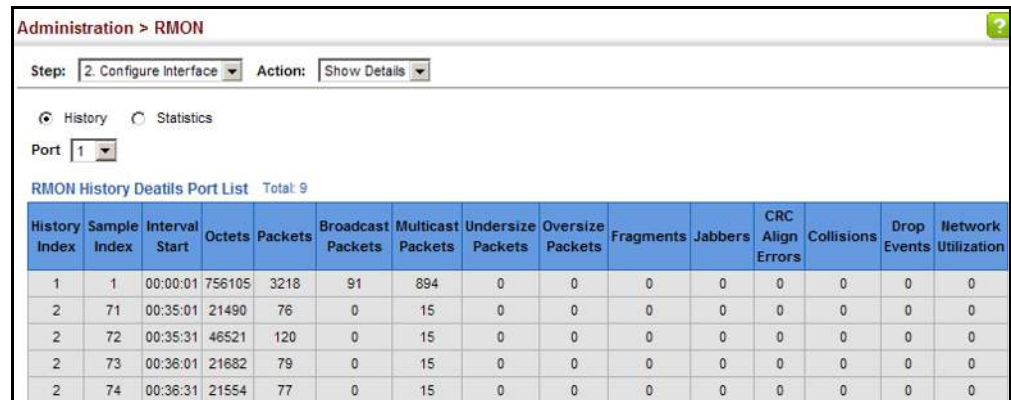 Administration > RMON
?
Step: 2. Configure Interface Action: Show Details
History Statistics
Port 1
RMON History Deatils Port List Total: 9
History Index Sample Index Interval Start Octets Packets Broadcast Packets Multicast Packets Undersize Packets Oversize Packets Fragments Jabbers CRC Align Errors Collisions Drop Events Network Utilization
1 1 00:00:01 756105 3218 91 894 0 0 0 0 0 0 0 0
2 71 00:35:01 21490 76 0 15 0 0 0 0 0 0 0 0
2 72 00:35:31 46521 120 0 15 0 0 0 0 0 0 0 0
2 73 00:36:01 21682 79 0 15 0 0 0 0 0 0 0 0
2 74 00:36:31 21554 77 0 15 0 0 0 0 0 0 0 0